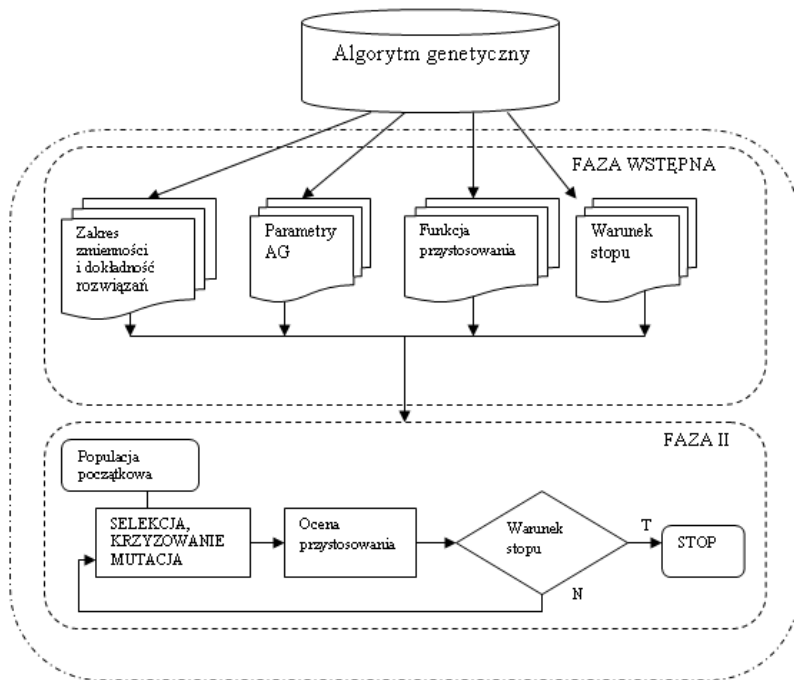 Algorytm genetyczny
FAZA WSTĘPNA
Zakres
zmienności
i dokładność
rozwiązań
Parametry
AG
Funkcja
przystosowania
Warunek
stopu
FAZA II
Populacja
początkowa
SELEKCJA,
KRZYZOWANIE
MUTACJA
Ocena
przystosowania
Warunek
stopu
T
STOP
N